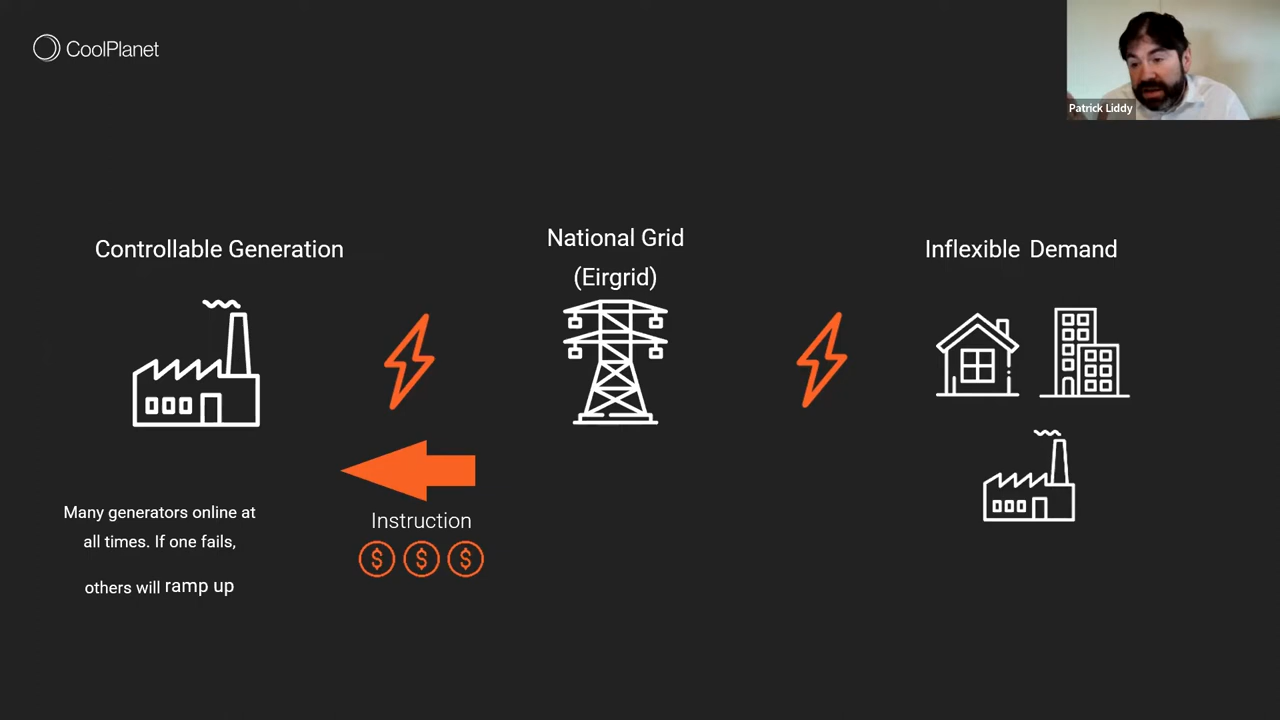 CoolPlanet
Patrick Liddy
Controllable Generation
National Grid
(Eirgrid)
Inflexible Demand
Many generators online at
all times. If one fails,
others will ramp up
Instruction
$ $ $